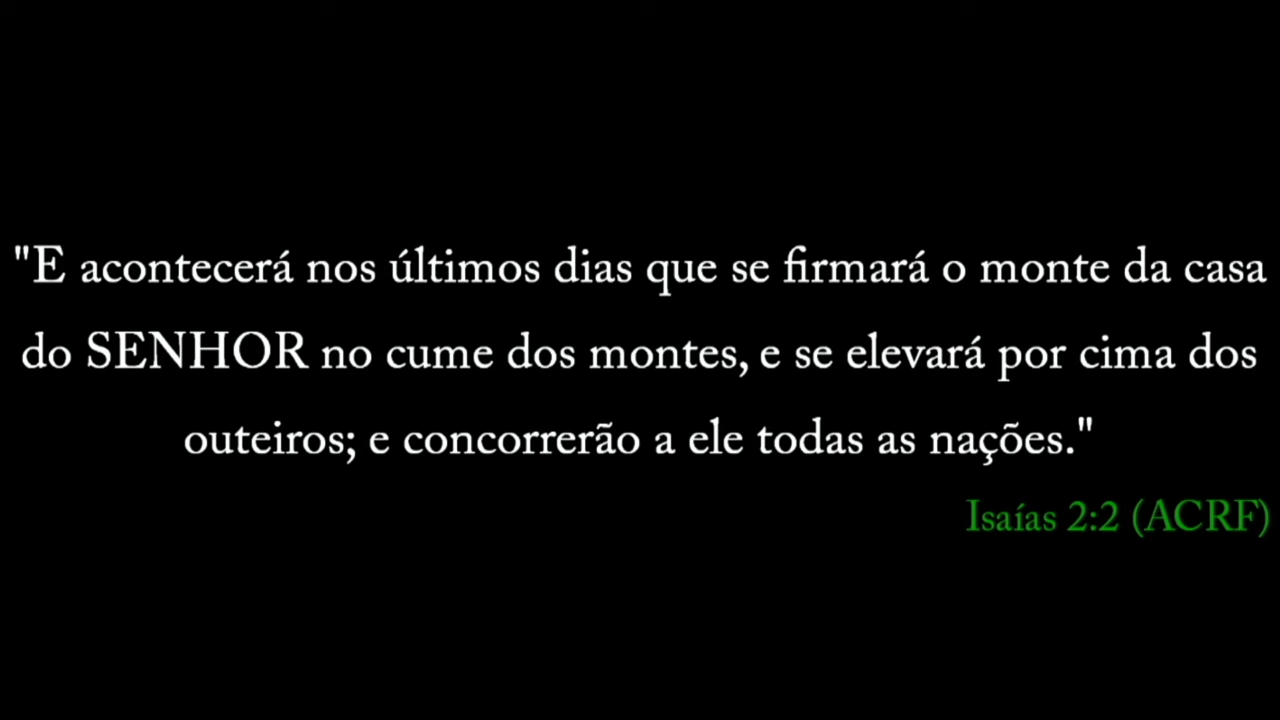 "E acontecerá nos últimos dias que se firmará o monte da casa
do SENHOR no cume dos montes, e se elevará por cima dos
outeiros; e concorrerão a ele todas as nações."
Isaías 2:2 (ACRF)